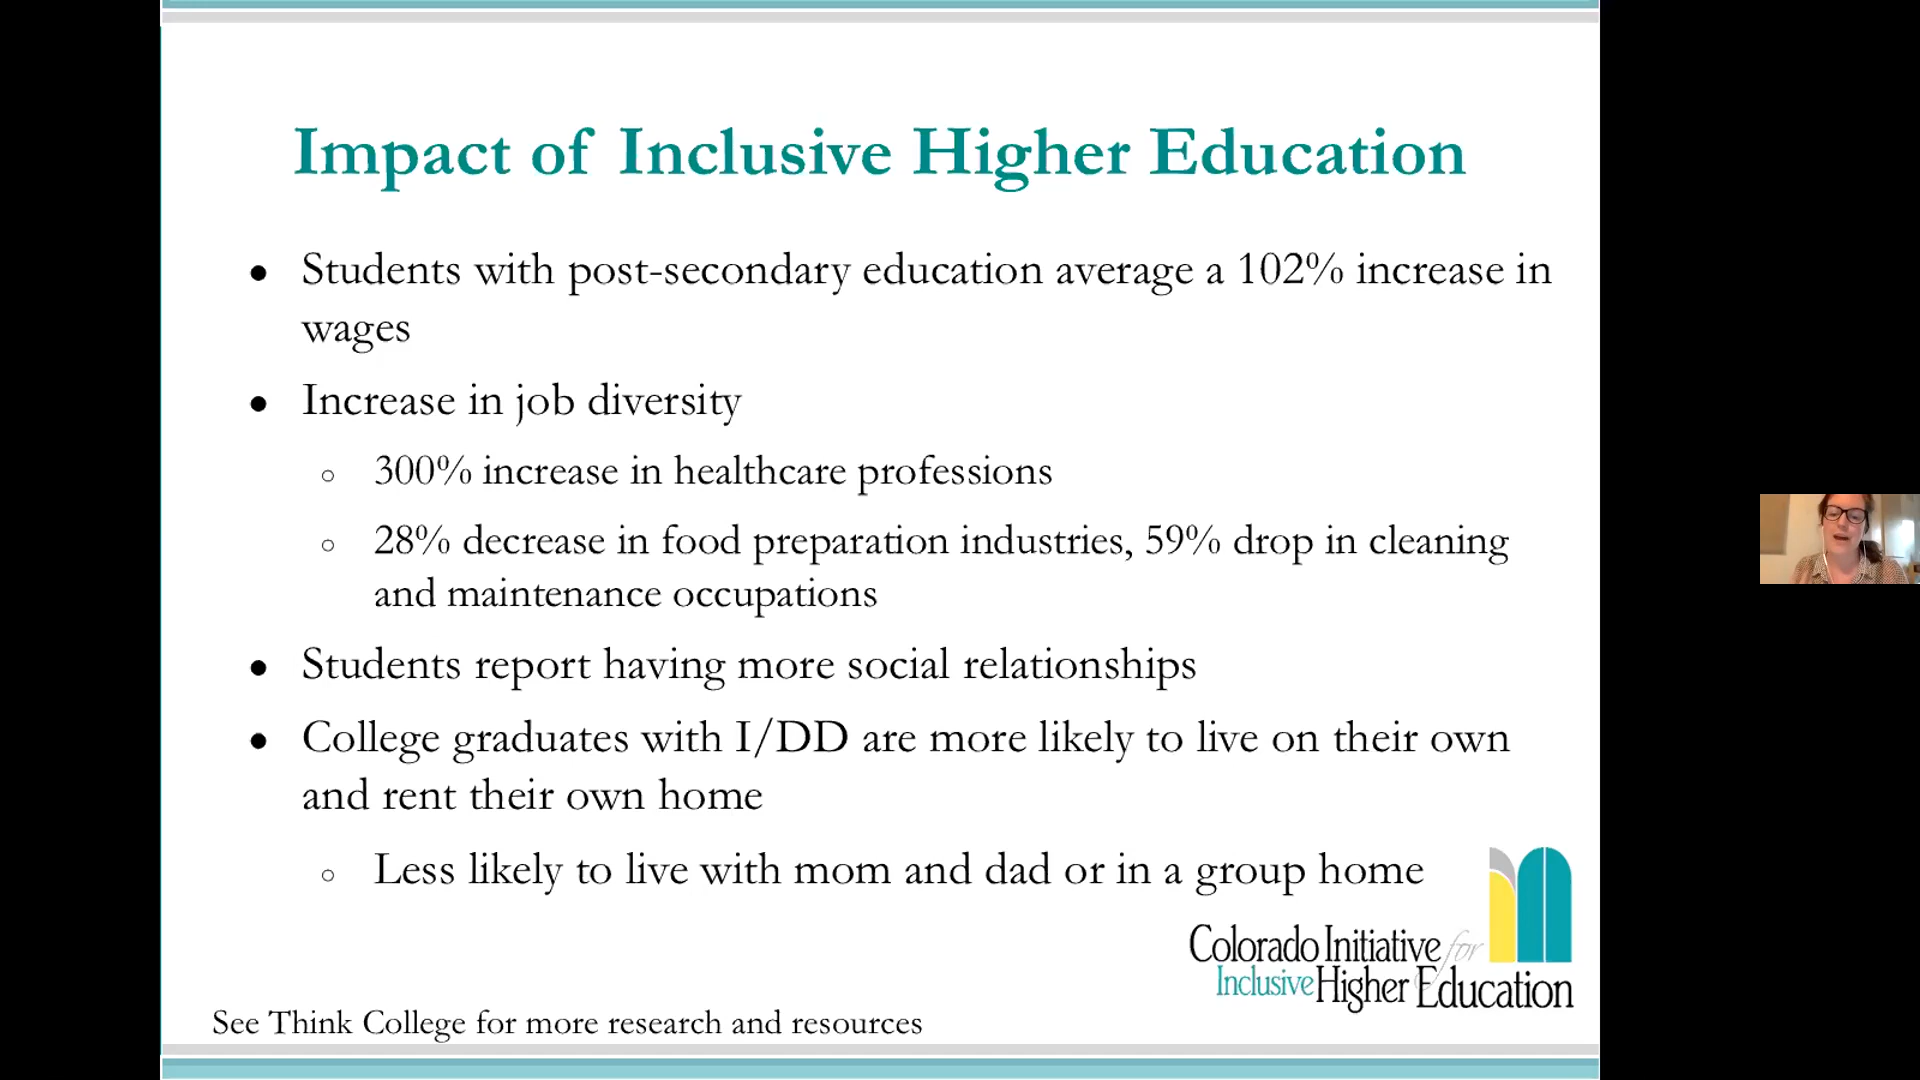 Impact of Inclusive Higher Education
● Students with post-secondary education average a 102% increase in
wages
● Increase in job diversity
○ 300% increase in healthcare professions
○ 28% decrease in food preparation industries, 59% drop in cleaning
and maintenance occupations
● Students report having more social relationships
● College graduates with I/DD are more likely to live on their own
and rent their own home
○ Less likely to live with mom and dad or in a group home
Colorado Initiative for
Inclusive Higher Education
See Think College for more research and resources